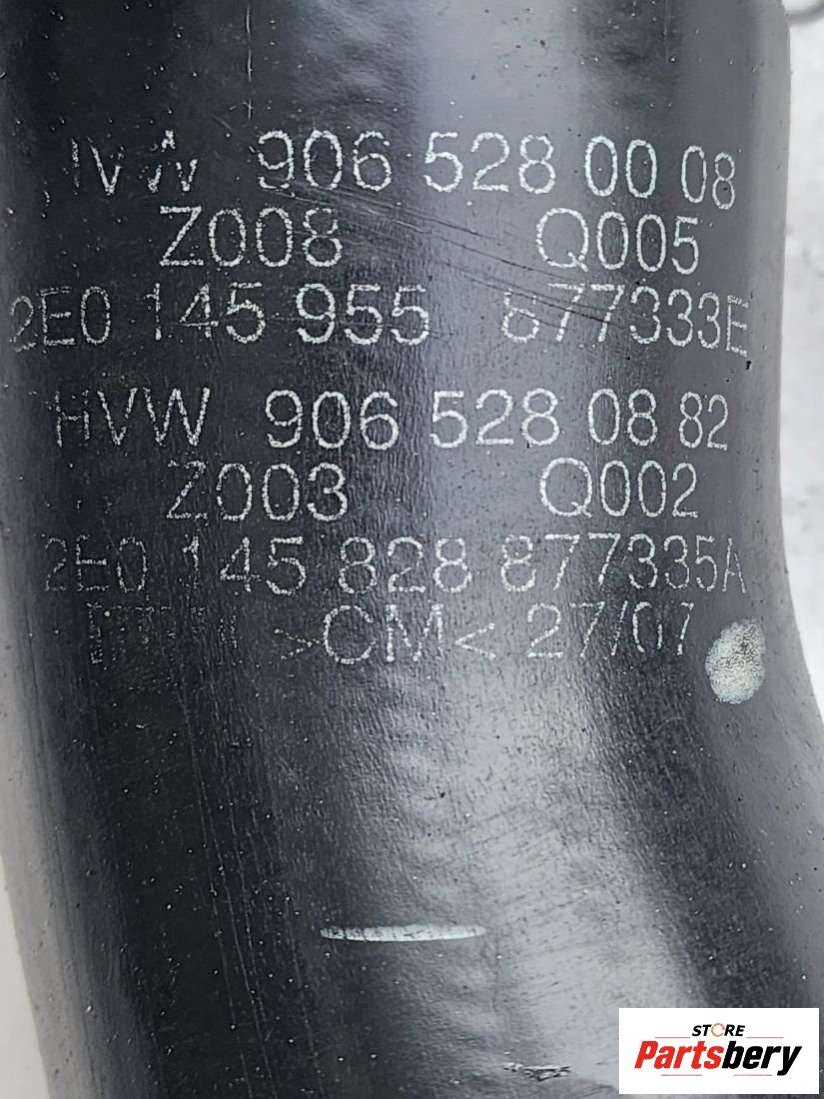 HVW 906 528 00 08
Z008 Q005
2E0 145 955 877333E
HVW 906 528 08 82
Z003 Q002
2E0 145 828 877335A
>CM< 27/07
STORE
Partsbery